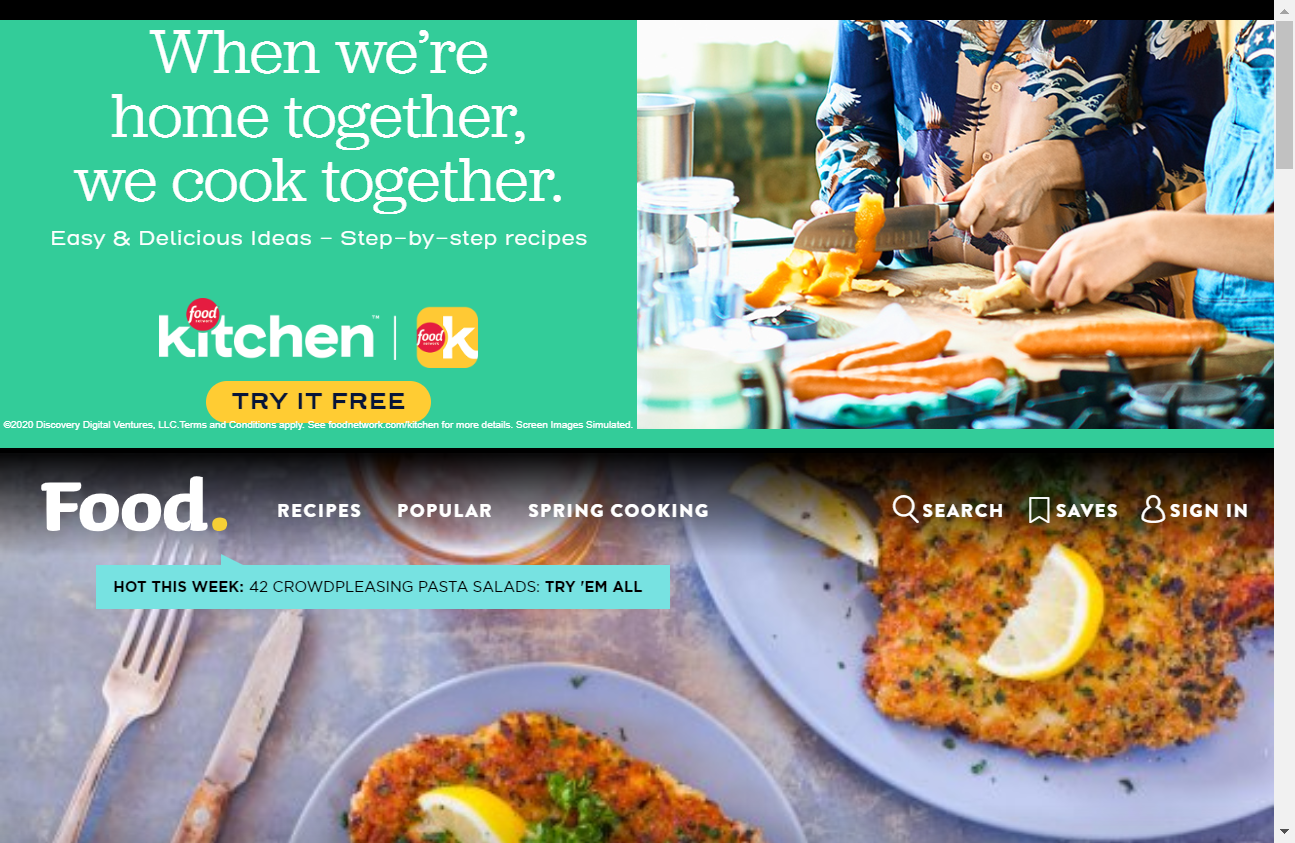 When we’re
home together,
we cook together.
Easy & Delicious Ideas – Step-by-step recipes
food network kitchen™ | food network k
TRY IT FREE
©2020 Discovery Digital Ventures, LLC.Terms and Conditions apply. See foodnetwork.com/kitchen for more details. Screen Images Simulated.
Food.
RECIPES POPULAR SPRING COOKING SEARCH SAVES SIGN IN
HOT THIS WEEK: 42 CROWDPLEASING PASTA SALADS: TRY 'EM ALL